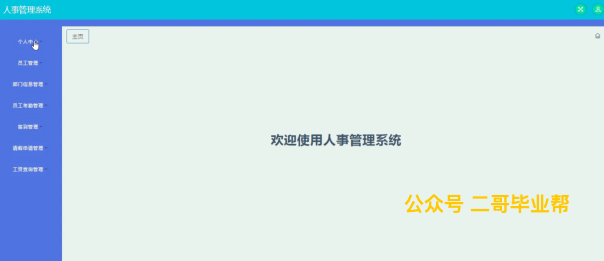 人事管理系统
个人中心
主页
员工管理
部门信息管理
员工考勤管理
签到管理
请假申请管理
工资查询管理
欢迎使用人事管理系统
公众号 二哥毕业帮